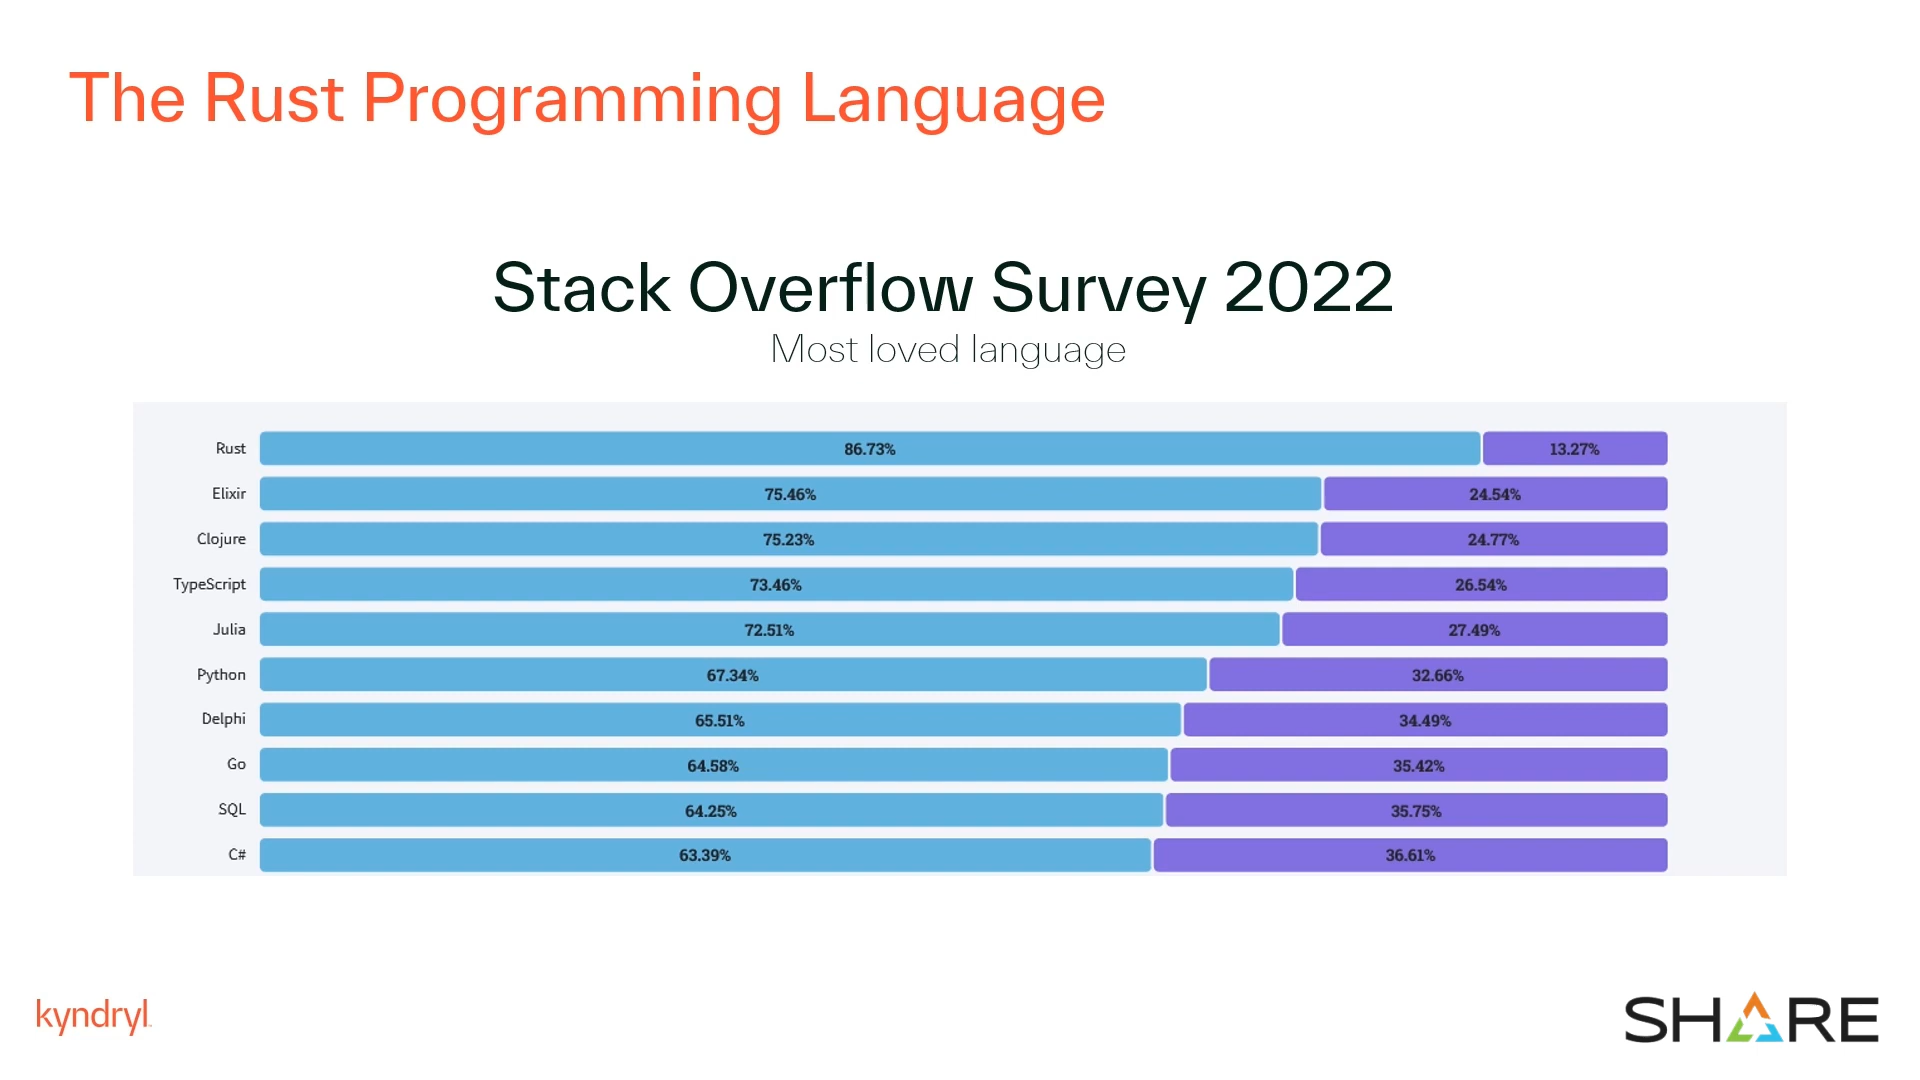 The Rust Programming Language
Stack Overflow Survey 2022
Most loved language
Rust 86.73% 13.27%
Elixir 75.46% 24.54%
Clojure 75.23% 24.77%
TypeScript 73.46% 26.54%
Julia 72.51% 27.49%
Python 67.34% 32.66%
Delphi 65.51% 34.49%
Go 64.58% 35.42%
SQL 64.25% 35.75%
C# 63.39% 36.61%
kyndryl
SHARE